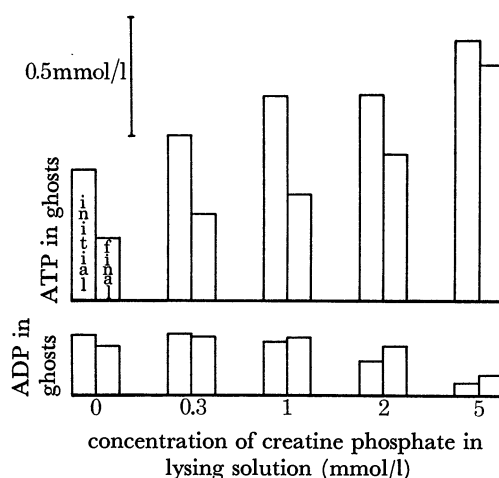 0.5mmol/l
ATP in ghosts
initial
final
ADP in
ghosts
0 0.3 1 2 5
concentration of creatine phosphate in
lysing solution (mmol/l)